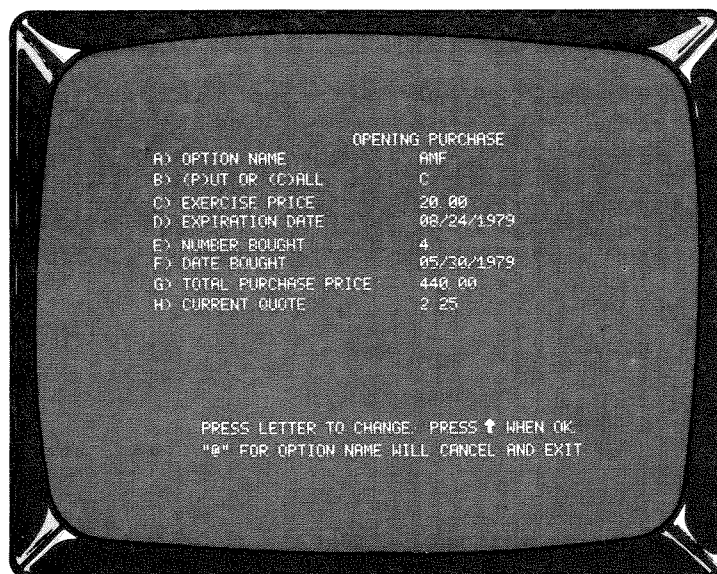 OPENING PURCHASE
A) OPTION NAME AMF
B) (P)UT OR (C)ALL C
C) EXERCISE PRICE 20.00
D) EXPIRATION DATE 08/24/1979
E) NUMBER BOUGHT 4
F) DATE BOUGHT 05/30/1979
G) TOTAL PURCHASE PRICE 440.00
H) CURRENT QUOTE 2.25
PRESS LETTER TO CHANGE. PRESS ⬆ WHEN OK.
"@" FOR OPTION NAME WILL CANCEL AND EXIT